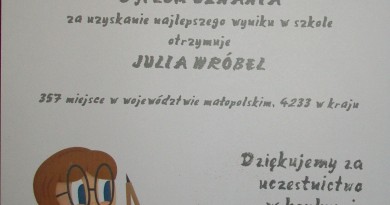 za uzyskanie najlepszego wyniku w szkole
otrzymuje
JULIA WRÓBEL
357 miejsce w województwie małopolskim, 4233 w kraju
Dziękujemy za
uczestnictwo